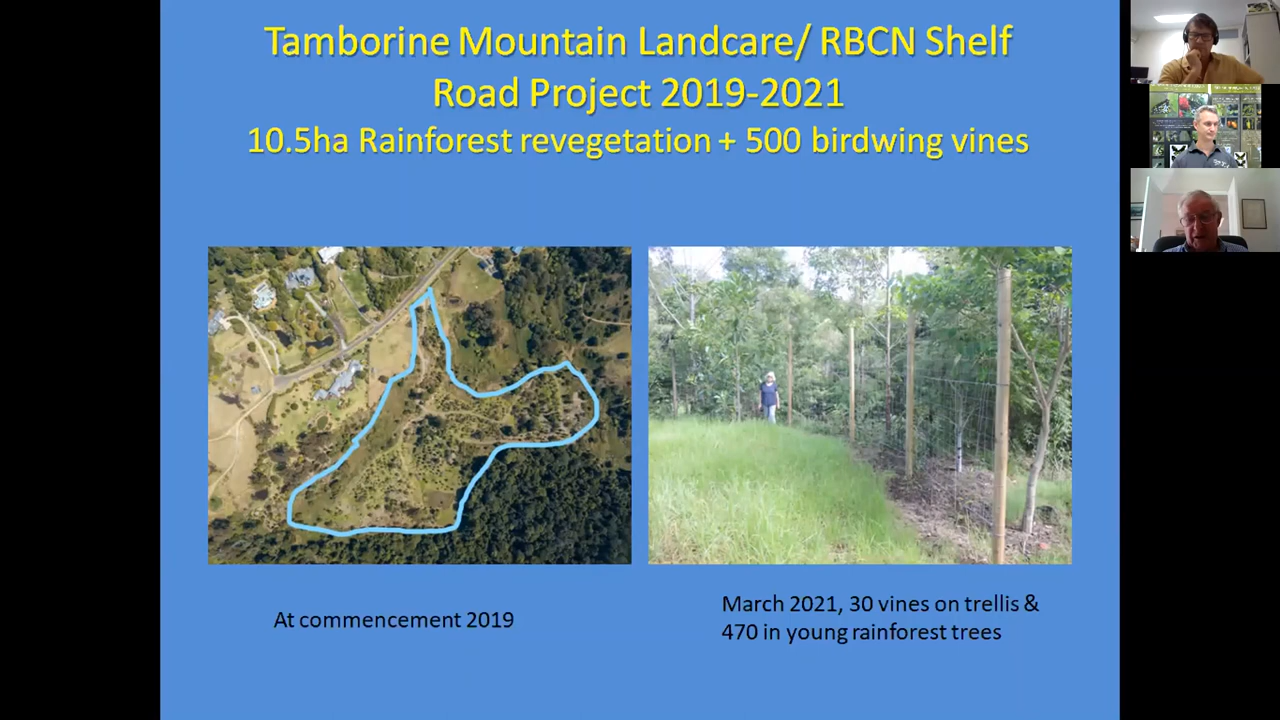 Tamborine Mountain Landcare/ RBCN Shelf
Road Project 2019-2021
10.5ha Rainforest revegetation + 500 birdwing vines
At commencement 2019
March 2021, 30 vines on trellis &
470 in young rainforest trees